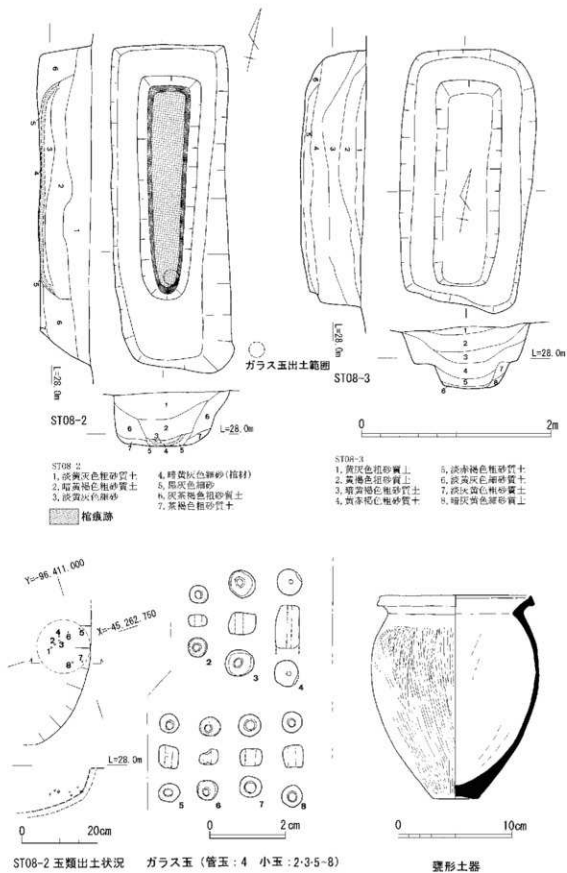 ガラス玉出土範囲
L=28.0m
ST08-2
L=28.0m
ST08-3
L=28.0m
0 2m
ST08 2
1,淡黄灰色粗砂質土
2,暗黄褐色粗砂質土
3,淡黄灰色細砂
4,暗黄灰色細砂(棺材)
5,黒灰色細砂
6,灰茶褐色粗砂質土
7,茶褐色粗砂質土
棺痕跡
ST08-3
1,黄灰色粗砂質土
2,黄褐色粗砂質土
3,暗黄褐色粗砂質土
4,黄赤褐色粗砂質土
5,淡赤褐色粗砂質土
6,淡黄灰色細砂質土
7,淡灰黄色粗砂質土
8,暗灰黄色粗砂質土
Y=-96.411.000
X=-45.262.750
L=28.0m
0 20cm
ST08-2 玉類出土状況
2
3
4
5
6
7
8
0 2cm
ガラス玉(管玉:4 小玉:2・3・5-8)
0 10cm
甕形土器